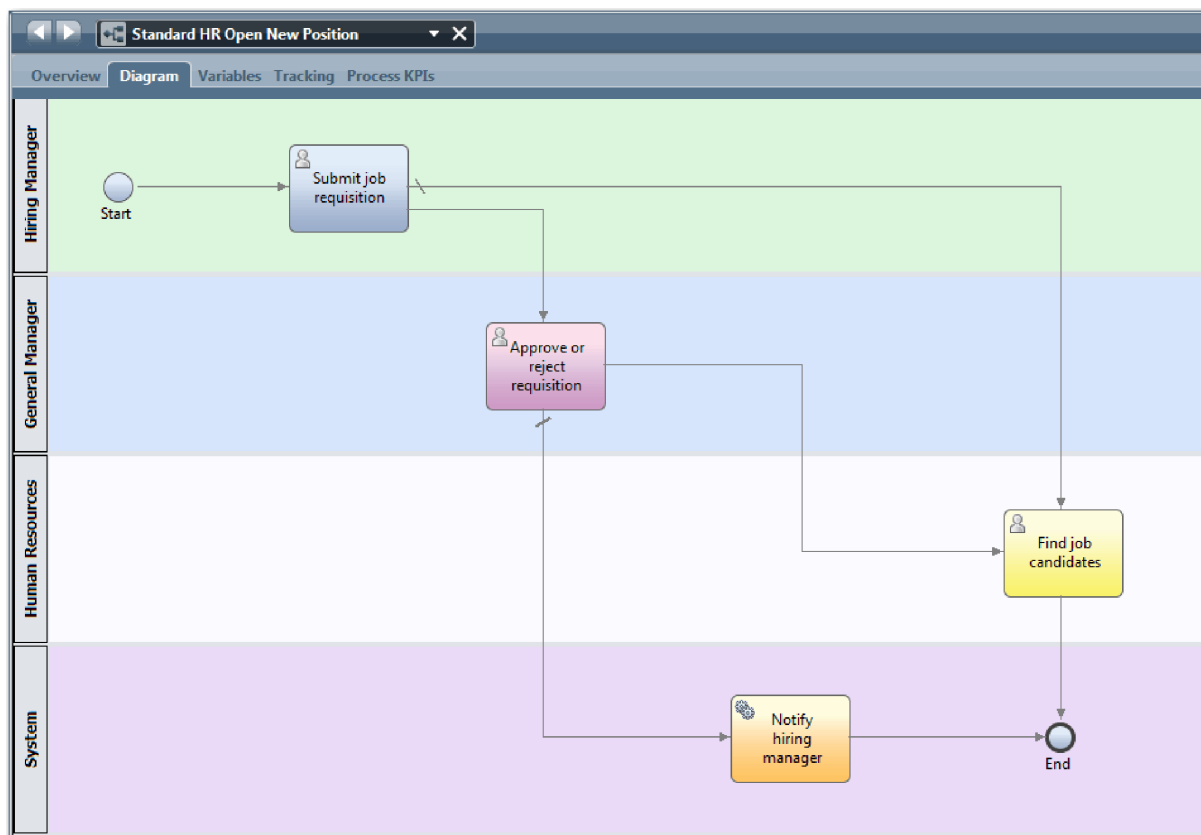 Standard HR Open New Position
Overview Diagram Variables Tracking Process KPIs
Hiring Manager
Start
Submit job
requisition
General Manager
Approve or
reject
requisition
Human Resources
Find job
candidates
System
Notify
hiring
manager
End